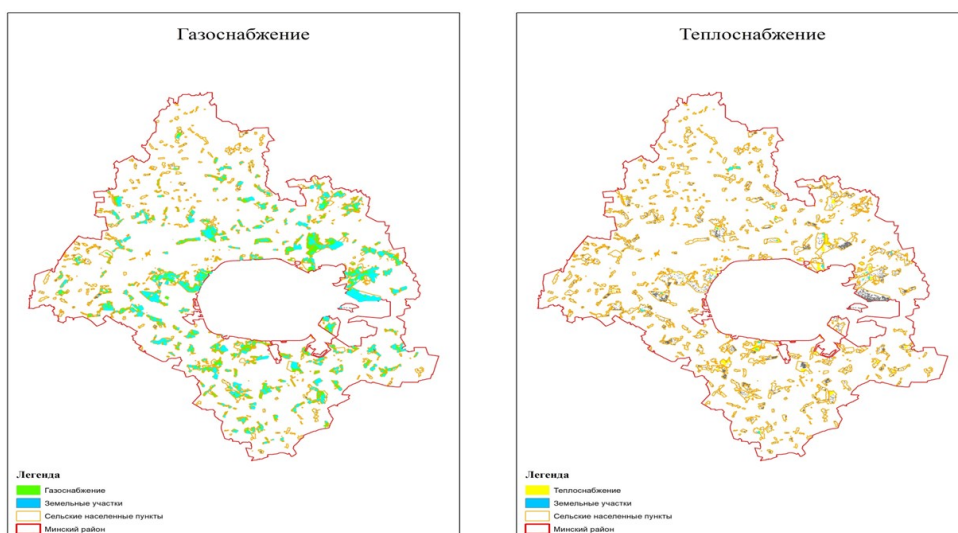 Газоснабжение
Легенда
Газоснабжение
Земельные участки
Сельские населенные пункты
Минский район
Теплоснабжение
Легенда
Теплоснабжение
Земельные участки
Сельские населенные пункты
Минский район